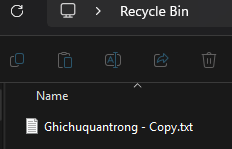 Recycle Bin
Name
Ghichuquantrong - Copy.txt